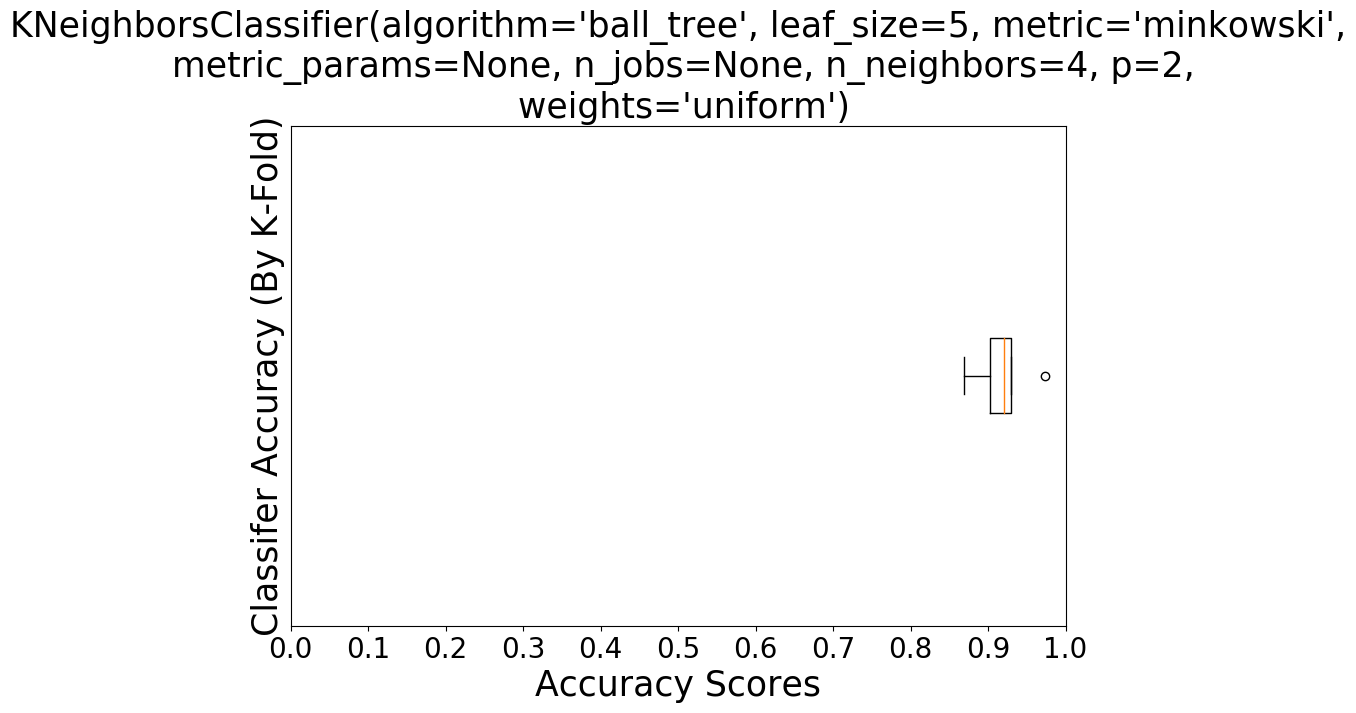 KNeighborsClassifier(algorithm='ball_tree', leaf_size=5, metric='minkowski',
metric_params=None, n_jobs=None, n_neighbors=4, p=2,
weights='uniform')
Classifer Accuracy (By K-Fold)
0.0 0.1 0.2 0.3 0.4 0.5 0.6 0.7 0.8 0.9 1.0
Accuracy Scores